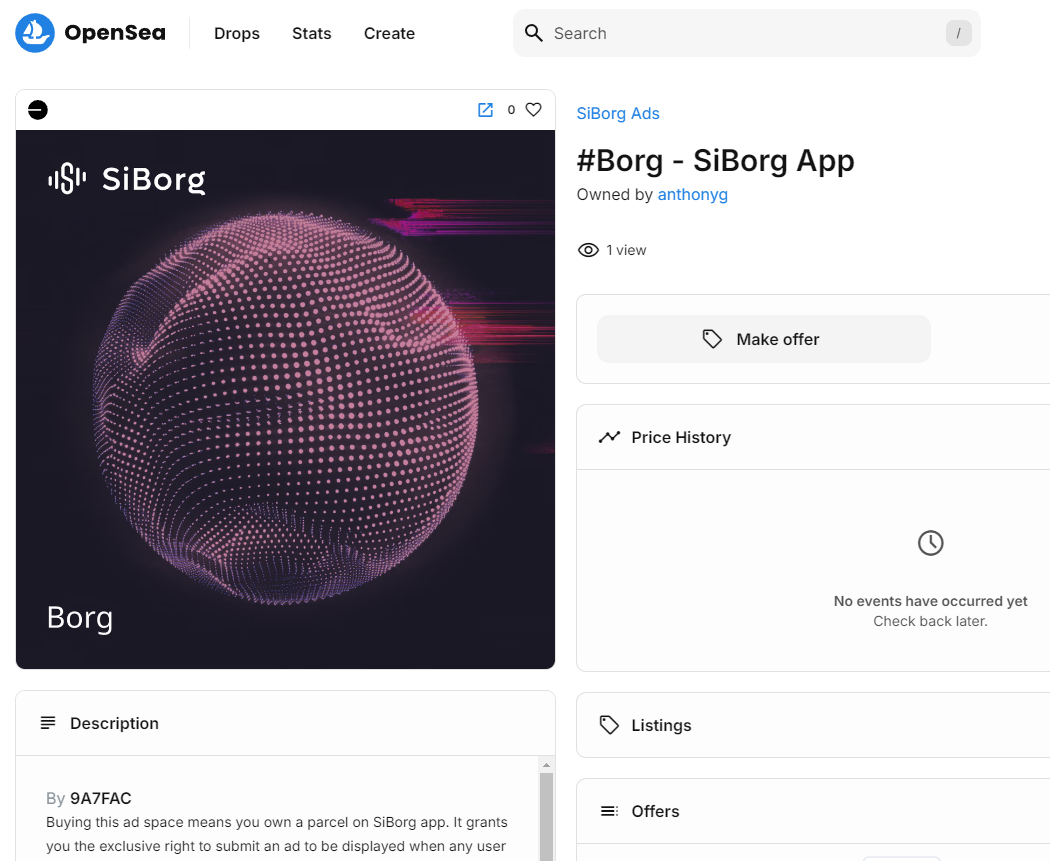 OpenSea
Drops
Stats
Create
Search
/
0
SiBorg
Borg
SiBorg Ads
#Borg - SiBorg App
Owned by anthonyg
1 view
Make offer
Price History
No events have occurred yet
Check back later.
Description
By 9A7FAC
Buying this ad space means you own a parcel on SiBorg app. It grants
you the exclusive right to submit an ad to be displayed when any user
Listings
Offers